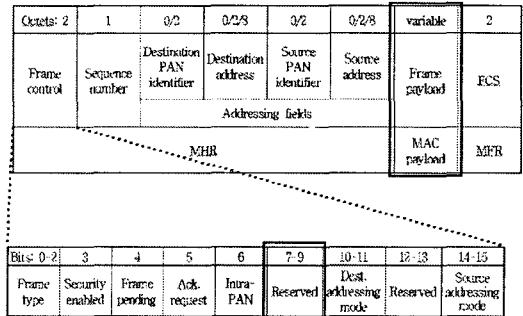 Octets: 2 1 0/2 0/2/8 0/2 0/2/8 variable 2
Frame control Sequence number Destination PAN identifier Destination address Source PAN identifier Source address Frame payload FCS
Addressing fields
MHR MAC payload MFR
Bits: 0-2 3 4 5 6 7-9 10-11 12-13 14-15
Frame type Security enabled Frame pending Ack. request Intra-PAN Reserved Dest. addressing mode Reserved Source addressing mode